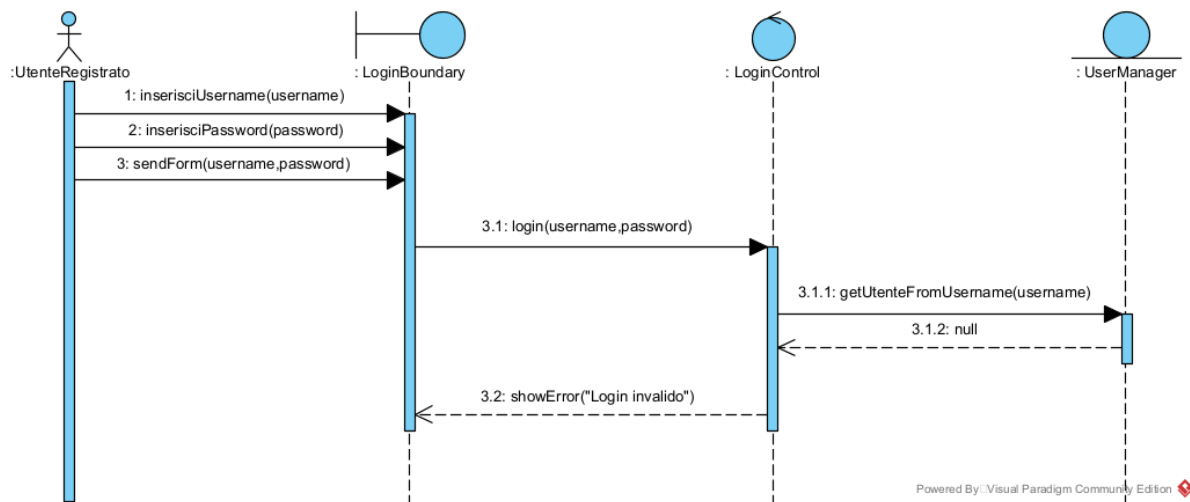 :UtenteRegistrato
: LoginBoundary
: LoginControl
: UserManager
1: inserisciUsername(username)
2: inserisciPassword(password)
3: sendForm(username,password)
3.1: login(username,password)
3.1.1: getUtenteFromUsername(username)
3.1.2: null
3.2: showError("Login invalido")
Powered By Visual Paradigm Community Edition